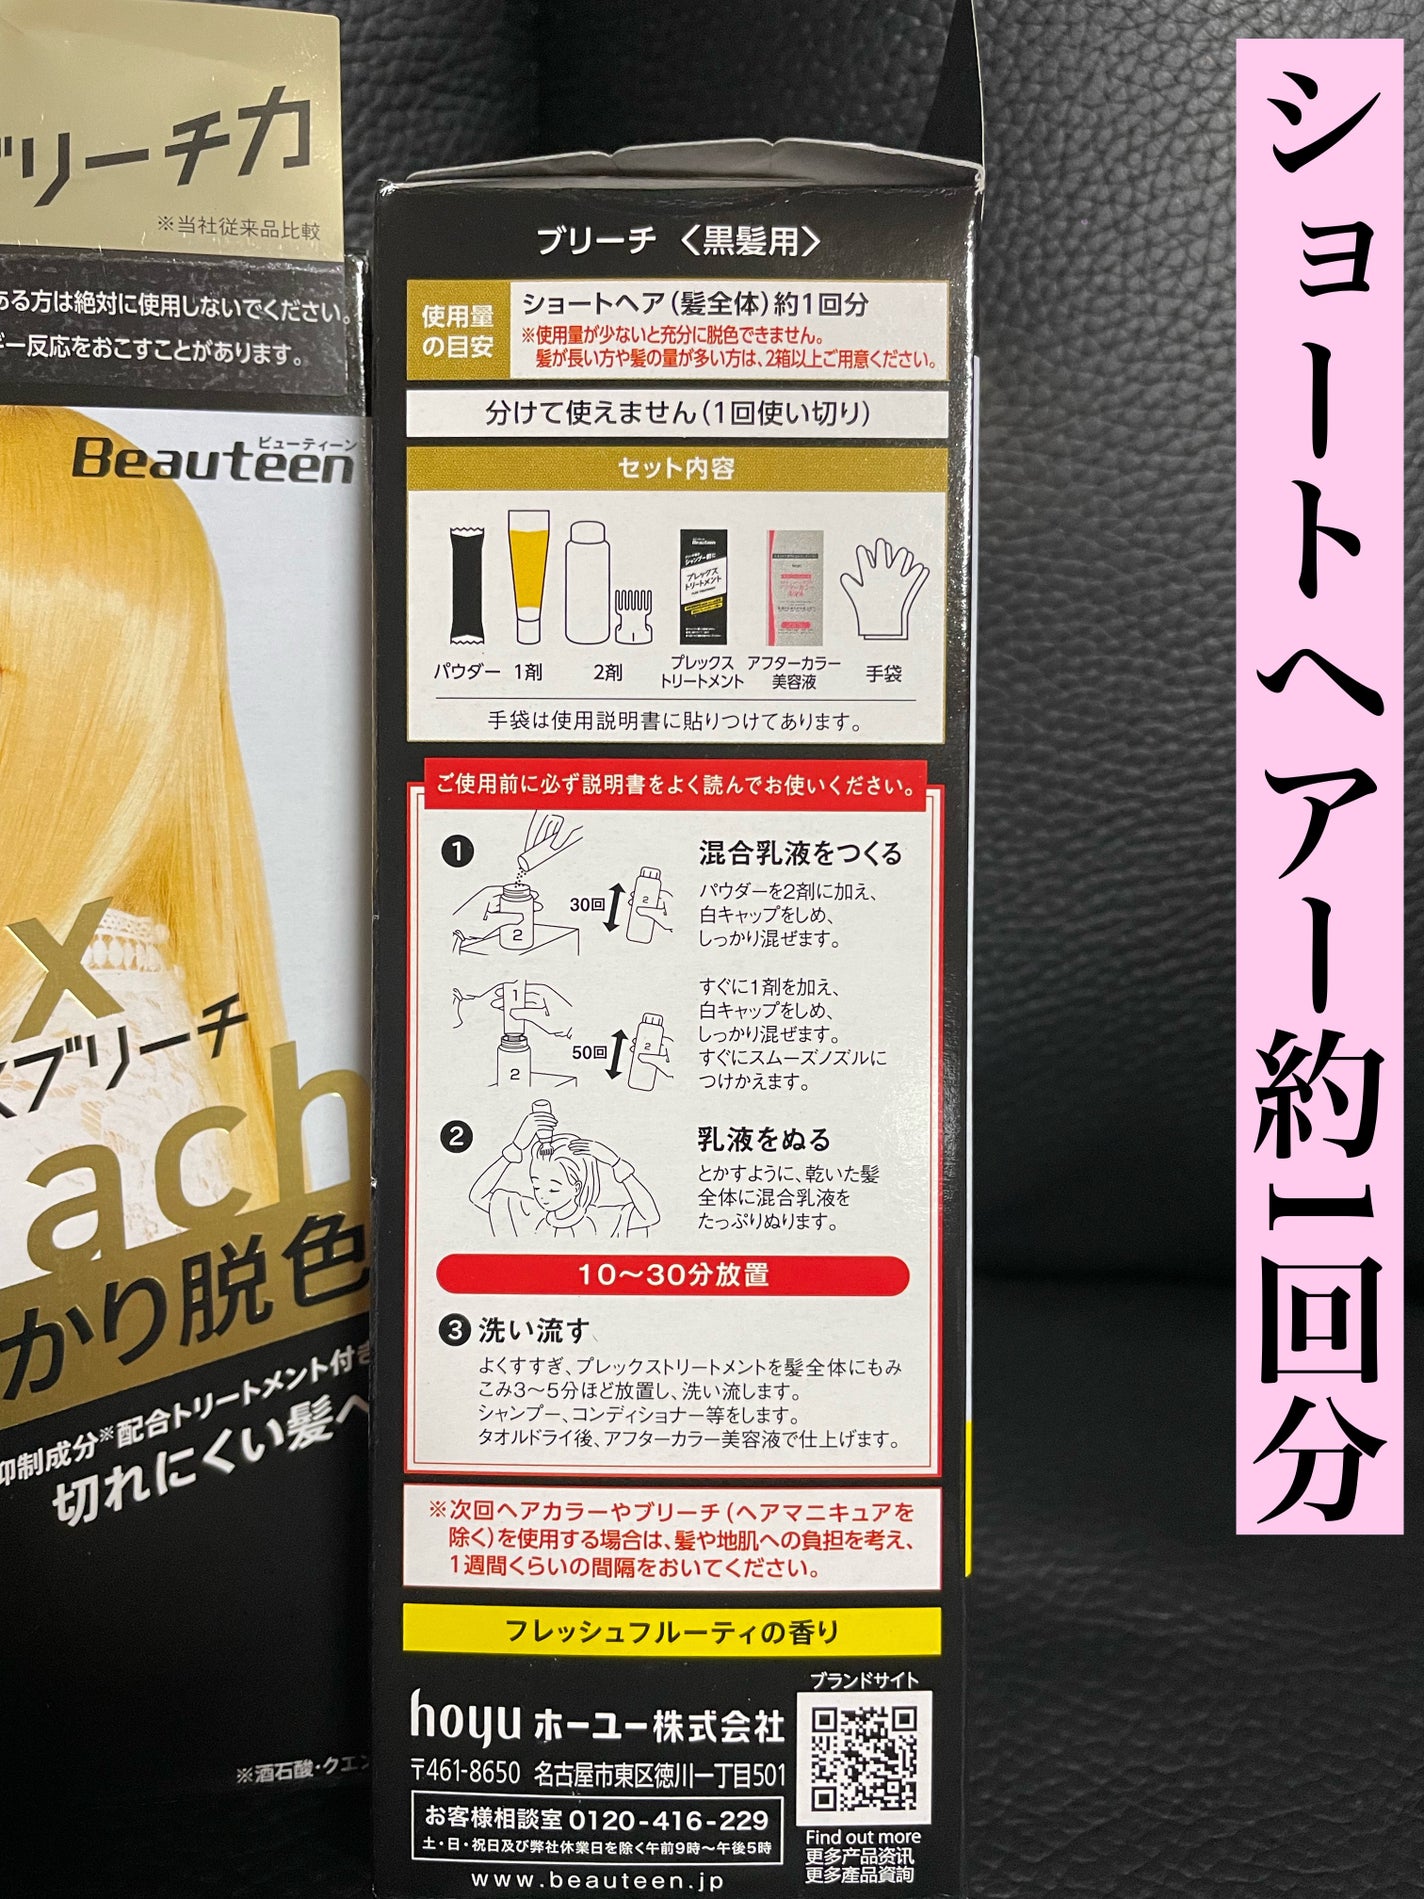 ショートヘアー約1回分
ブリーチ力
※当社従来品比較
ある方は絶対に使用しないでください。
反応をおこすことがあります。
ビューティーン
Beauteen
x
ブリーチ
ach
かり脱色
抑制成分※配合トリートメント付き
切れにくい髪へ
※酒石酸・クエン
ブリーチ〈黒髪用〉
使用量の目安
ショートヘア(髪全体)約1回分
※使用量が少ないと充分に脱色できません。
髪が長い方や髪の量が多い方は、2箱以上ご用意ください。
分けて使えません(1回使い切り)
セット内容
Beauteen
プレックス
トリートメント
パウダー 1剤 2剤 プレックストリートメント アフターカラー美容液 手袋
手袋は使用説明書に貼りつけてあります。
ご使用前に必ず説明書をよく読んでお使いください。
1 混合乳液をつくる
パウダーを2剤に加え、
白キャップをしめ、
しっかり混ぜます。
30回
2
2
すぐに1剤を加え、
白キャップをしめ、
しっかり混ぜます。
すぐにスムーズノズルに
つけかえます。
1
50回
2
2
2 乳液をぬる
とかすように、乾いた髪
全体に混合乳液を
たっぷりぬります。
10〜30分放置
3 洗い流す
よくすすぎ、プレックストリートメントを髪全体にもみ
こみ3〜5分ほど放置し、洗い流します。
シャンプー、コンディショナー等をします。
タオルドライ後、アフターカラー美容液で仕上げます。
※次回ヘアカラーやブリーチ(ヘアマニキュアを
除く)を使用する場合は、髪や地肌への負担を考え、
1週間くらいの間隔をおいてください。
フレッシュフルーティの香り
hoyu ホーユー株式会社
〒461-8650 名古屋市東区徳川一丁目501
お客様相談室 0120-416-229
土・日・祝日及び弊社休業日を除く午前9時〜午後5時
www.beauteen.jp
ブランドサイト
Find out more
更多产品资讯
更多產品資訊